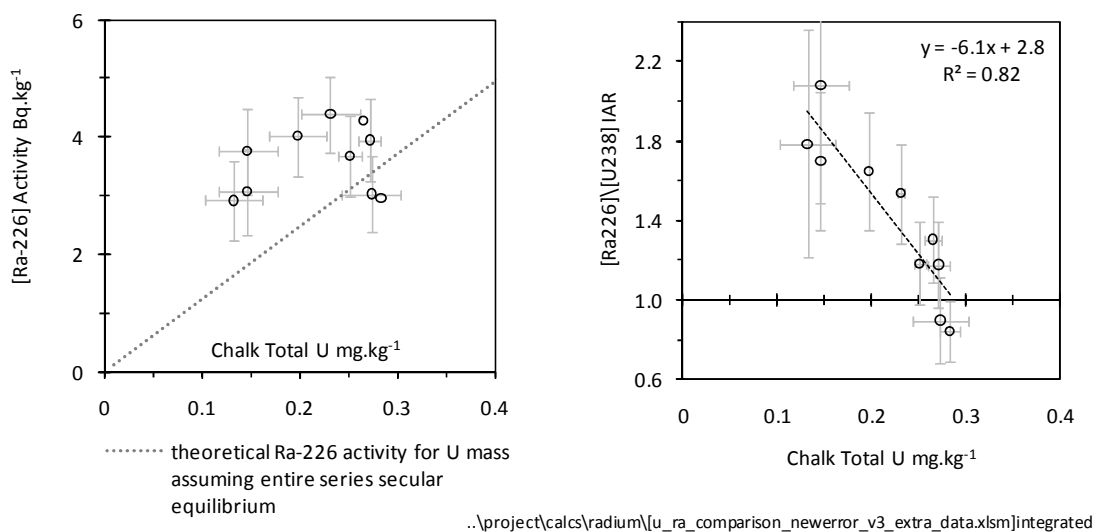 6
4
2
0
[Ra-226] Activity Bq.kg-1
Chalk Total U mg.kg-1
0 0.1 0.2 0.3 0.4
theoretical Ra-226 activity for U mass
assuming entire series secular
equilibrium
y = -6.1x + 2.8
R² = 0.82
2.2
1.8
1.4
1.0
0.6
[Ra226]\[U238] IAR
0 0.1 0.2 0.3 0.4
Chalk Total U mg.kg-1
..\project\calcs\radium\[u_ra_comparison_newerror_v3_extra_data.xlsm]integrated